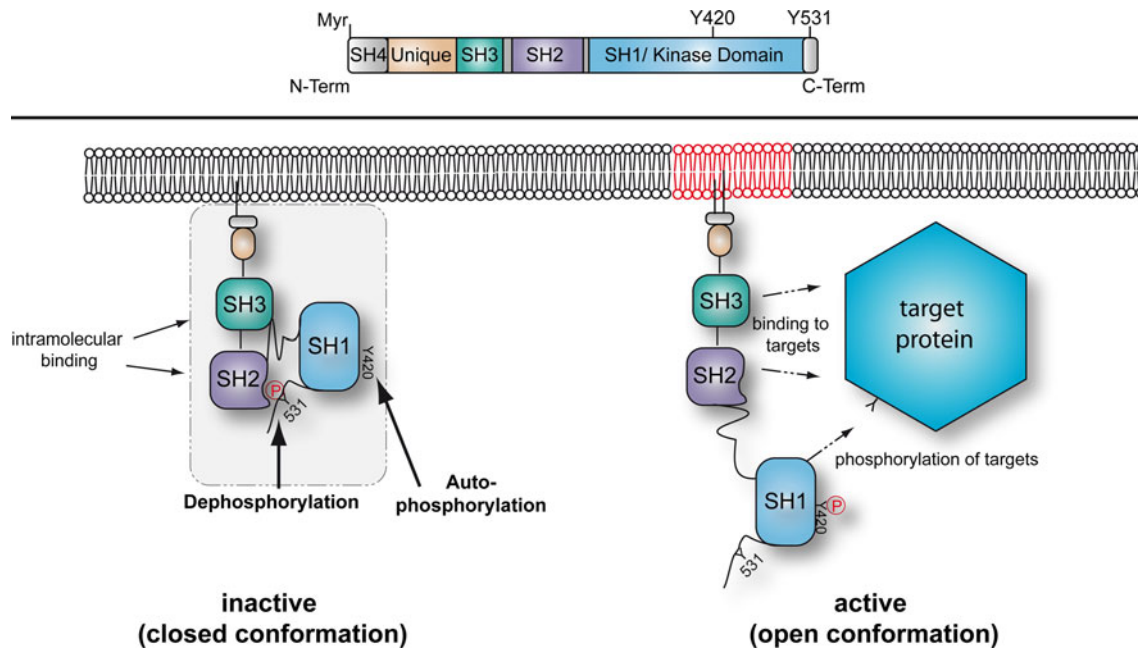 Myr
Y420
Y531
SH4
Unique
SH3
SH2
SH1/ Kinase Domain
N-Term
C-Term
intramolecular
binding
SH3
SH2
SH1
Y420
P
Y
531
Dephosphorylation
Auto-
phosphorylation
inactive
(closed conformation)
SH3
binding to
targets
SH2
target
protein
Y
phosphorylation of targets
SH1
Y420
P
Y
531
active
(open conformation)